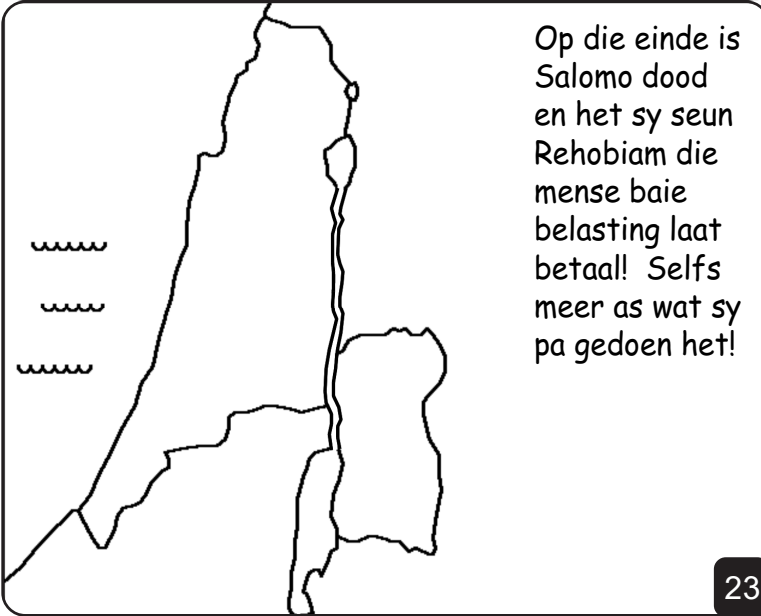 Op die einde is
Salomo dood
en het sy seun
Rehobiam die
mense baie
belasting laat
betaal!  Selfs
meer as wat sy
pa gedoen het!
23